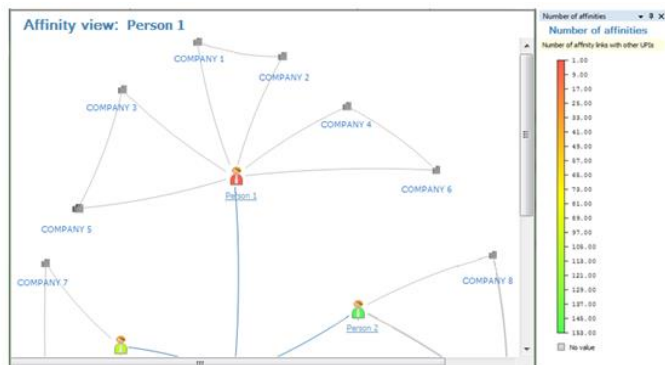 Affinity view: Person 1
COMPANY 1
COMPANY 2
COMPANY 3
COMPANY 4
Person 1
COMPANY 6
COMPANY 5
COMPANY 7
COMPANY 8
Person 2
Number of affinities
Number of affinities
Number of affinity links with other UPIs
1.00
9.00
17.00
25.00
33.00
41.00
49.00
57.00
65.00
73.00
81.00
89.00
97.00
105.00
113.00
121.00
129.00
137.00
145.00
No value